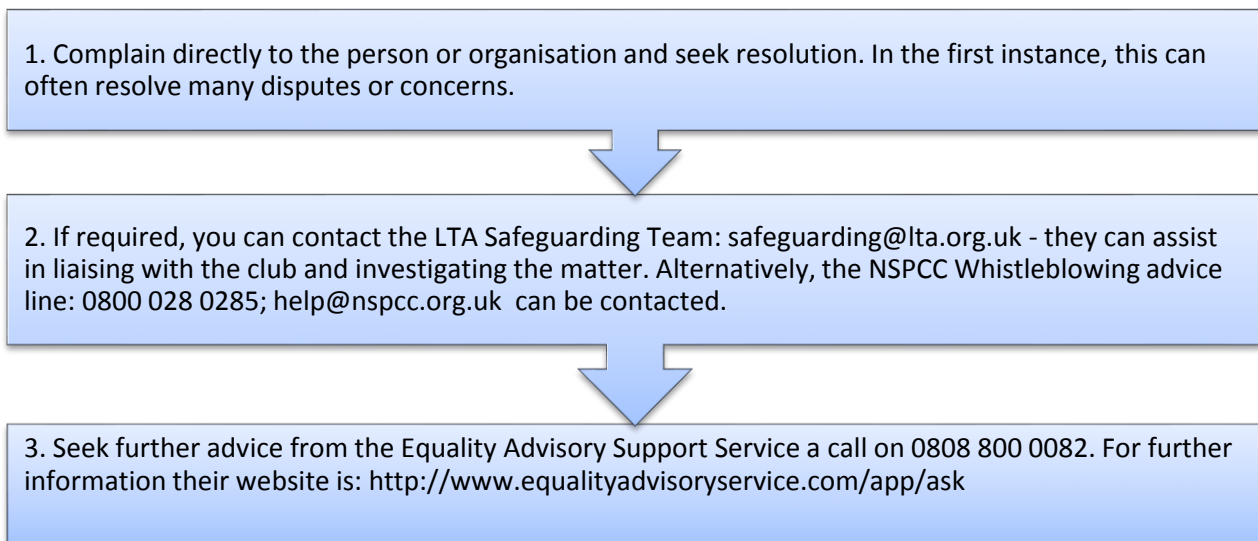 1. Complain directly to the person or organisation and seek resolution. In the first instance, this can
often resolve many disputes or concerns.
2. If required, you can contact the LTA Safeguarding Team: safeguarding@lta.org.uk - they can assist
in liaising with the club and investigating the matter. Alternatively, the NSPCC Whistleblowing advice
line: 0800 028 0285; help@nspcc.org.uk  can be contacted.
3. Seek further advice from the Equality Advisory Support Service a call on 0808 800 0082. For further
information their website is: http://www.equalityadvisoryservice.com/app/ask